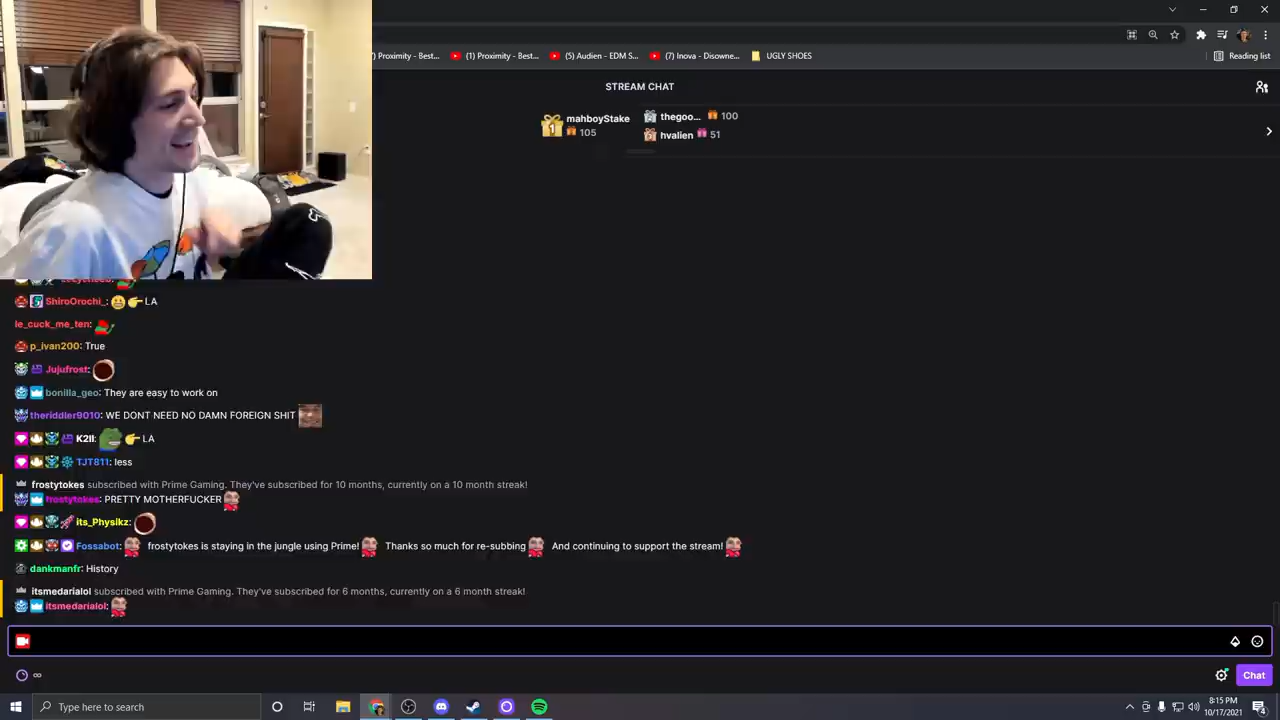 7) Proximity - Best... (1) Proximity - Best... (5) Audien - EDM S... (7) Inova - Disowne... UGLY SHOES Reading list
STREAM CHAT
mahboyStake 105
thegoo... 100
hvalien 51
ShiroOrochi_: LA
le_cuck_me_ten:
p_ivan200: True
Jujufrost:
bonilla_geo: They are easy to work on
theriddler9010: WE DONT NEED NO DAMN FOREIGN SHIT
K2ll: LA
TJT811: less
frostytokes subscribed with Prime Gaming. They've subscribed for 10 months, currently on a 10 month streak!
frostytokes: PRETTY MOTHERFUCKER
its_Physikz:
Fossabot: frostytokes is staying in the jungle using Prime! Thanks so much for re-subbing And continuing to support the stream!
dankmanfr: History
itsmedarialol subscribed with Prime Gaming. They've subscribed for 6 months, currently on a 6 month streak!
itsmedarialol:
∞ Chat
Type here to search
8:15 PM
10/17/2021